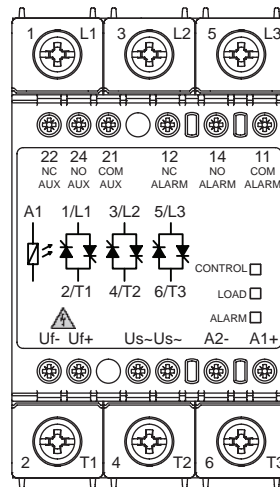 1 L1 3 L2 5 L3
22 24 21 12 14 11
NC NO COM NC NO COM
AUX AUX AUX ALARM ALARM ALARM
A1 1/L1 3/L2 5/L3
CONTROL
2/T1 4/T2 6/T3
LOAD
ALARM
Uf- Uf+ Us~Us~ A2- A1+
2 T1 4 T2 6 T3